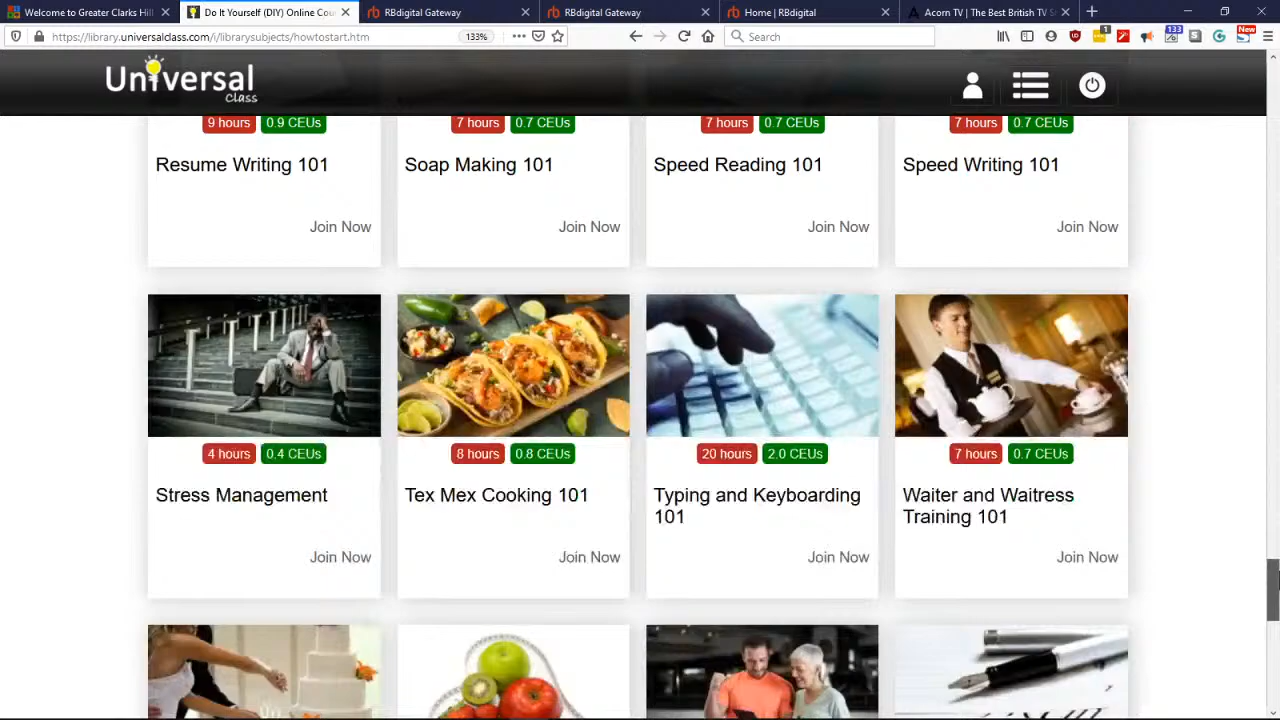 Welcome to Greater Clarks Hill
Do It Yourself (DIY) Online Cou
RBdigital Gateway
RBdigital Gateway
Home | RBdigital
Acorn TV | The Best British TV S
https://library.universalclass.com/i/librarysubjects/howtostart.htm
133%
Search
1
133
New
Universal
Class
9 hours 0.9 CEUs
7 hours 0.7 CEUs
7 hours 0.7 CEUs
7 hours 0.7 CEUs
Resume Writing 101
Soap Making 101
Speed Reading 101
Speed Writing 101
Join Now
Join Now
Join Now
Join Now
4 hours 0.4 CEUs
8 hours 0.8 CEUs
20 hours 2.0 CEUs
7 hours 0.7 CEUs
Stress Management
Tex Mex Cooking 101
Typing and Keyboarding
101
Waiter and Waitress
Training 101
Join Now
Join Now
Join Now
Join Now